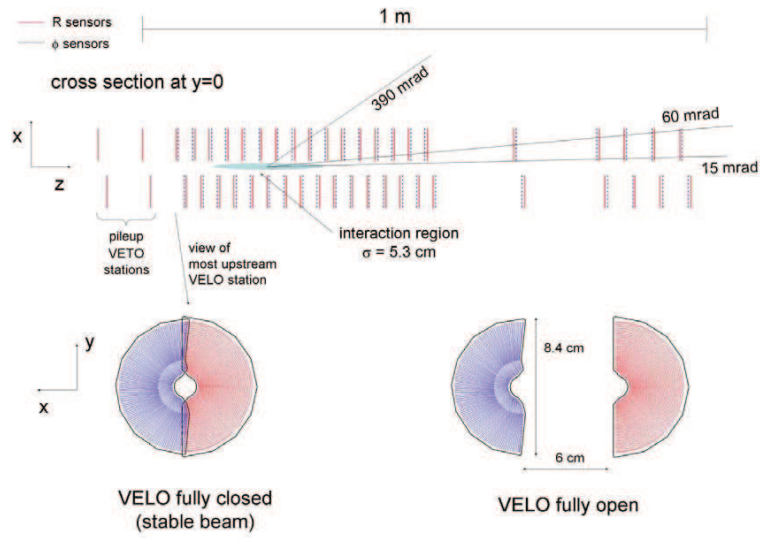 R sensors
ϕ sensors
1 m
cross section at y=0
390 mrad
60 mrad
15 mrad
x
z
pileup
VETO
stations
view of
most upstream
VELO station
interaction region
σ = 5.3 cm
y
x
8.4 cm
6 cm
VELO fully closed
(stable beam)
VELO fully open